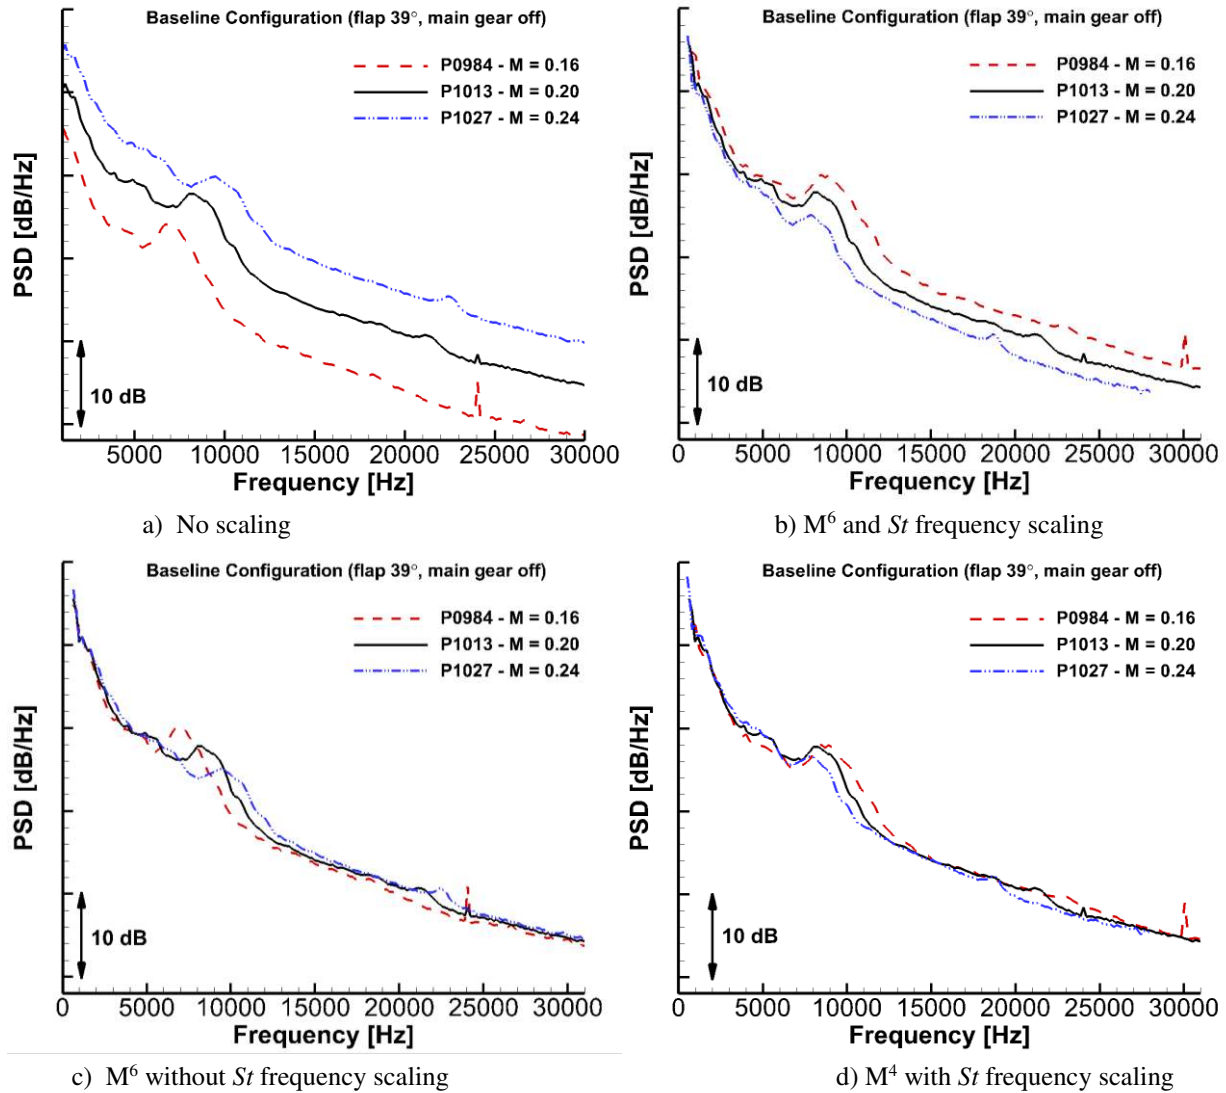 Baseline Configuration (flap 39°, main gear off)
P0984 - M = 0.16
P1013 - M = 0.20
P1027 - M = 0.24
PSD [dB/Hz]
10 dB
5000 10000 15000 20000 25000 30000
Frequency [Hz]
a) No scaling
Baseline Configuration (flap 39°, main gear off)
P0984 - M = 0.16
P1013 - M = 0.20
P1027 - M = 0.24
PSD [dB/Hz]
10 dB
0 5000 10000 15000 20000 25000 30000
Frequency [Hz]
b) M⁶ and St frequency scaling
Baseline Configuration (flap 39°, main gear off)
P0984 - M = 0.16
P1013 - M = 0.20
P1027 - M = 0.24
PSD [dB/Hz]
10 dB
0 5000 10000 15000 20000 25000 30000
Frequency [Hz]
c) M⁶ without St frequency scaling
Baseline Configuration (flap 39°, main gear off)
P0984 - M = 0.16
P1013 - M = 0.20
P1027 - M = 0.24
PSD [dB/Hz]
10 dB
0 5000 10000 15000 20000 25000 30000
Frequency [Hz]
d) M⁴ with St frequency scaling